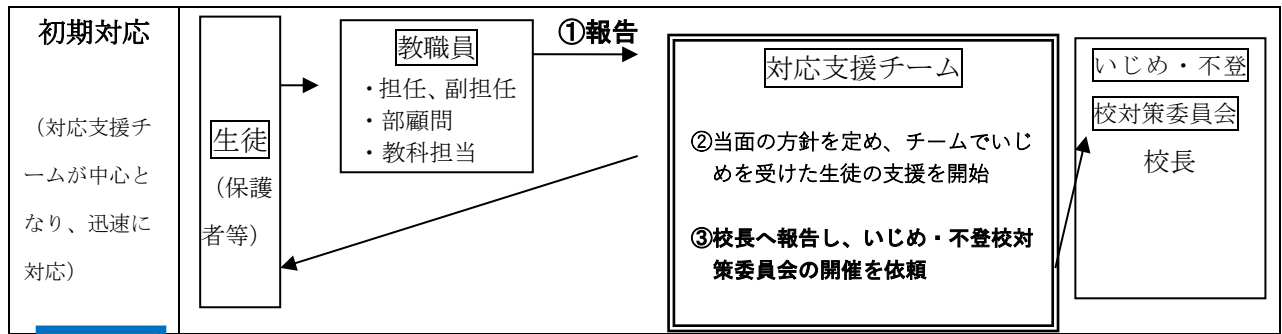 初期対応
(対応支援チ
ームが中心と
なり、迅速に
対応)
生徒
(保護
者等)
教職員
・担任、副担任
・部顧問
・教科担当
①報告
対応支援チーム
②当面の方針を定め、チームでいじ
めを受けた生徒の支援を開始
③校長へ報告し、いじめ・不登校対
策委員会の開催を依頼
いじめ・不登
校対策委員会
校長